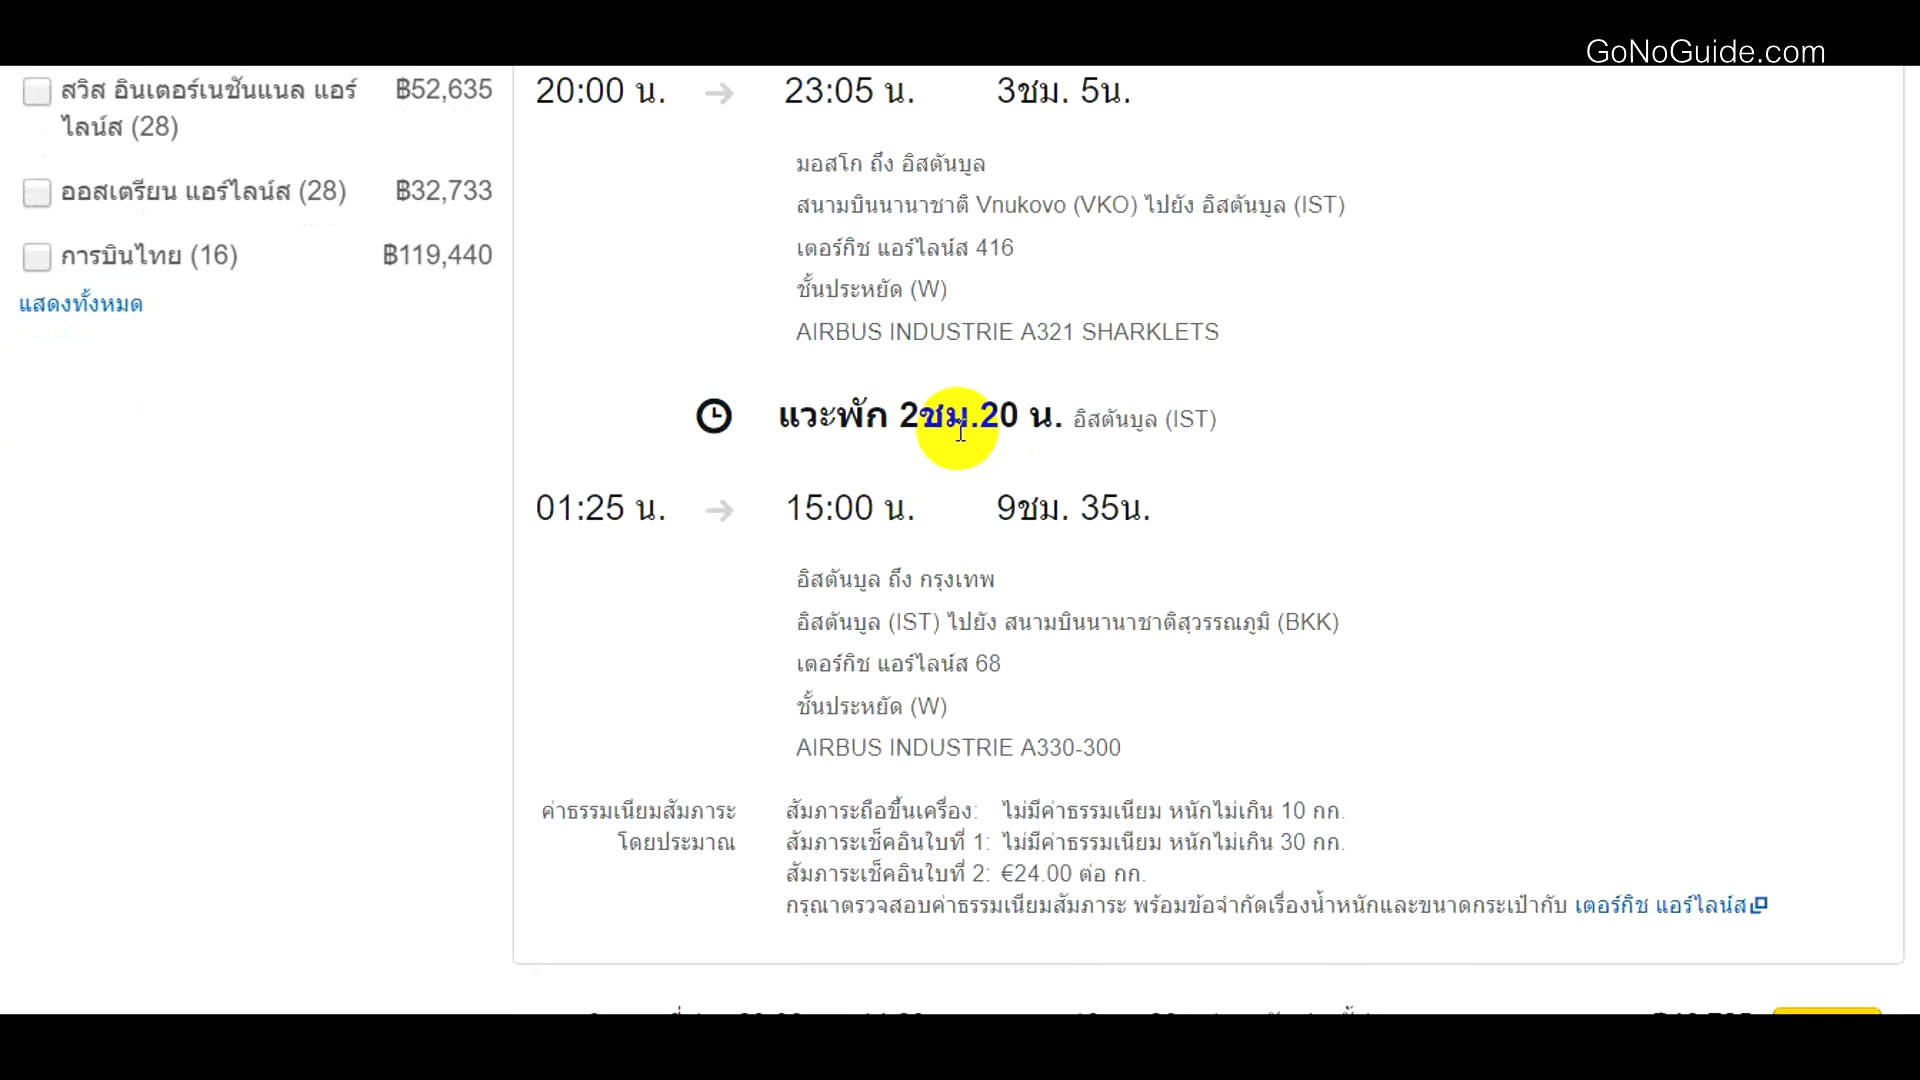 GoNoGuide.com
สวิส อินเตอร์เนชันแนล แอร์ ฿52,635
ไลน์ส (28)
ออสเตรียน แอร์ไลน์ส (28) ฿32,733
การบินไทย (16) ฿119,440
แสดงทั้งหมด
20:00 น. → 23:05 น. 3ชม. 5น.
มอสโก ถึง อิสตันบูล
สนามบินนานาชาติ Vnukovo (VKO) ไปยัง อิสตันบูล (IST)
เตอร์กิช แอร์ไลน์ส 416
ชั้นประหยัด (W)
AIRBUS INDUSTRIE A321 SHARKLETS
แวะพัก 2ชม.20 น. อิสตันบูล (IST)
01:25 น. → 15:00 น. 9ชม. 35น.
อิสตันบูล ถึง กรุงเทพ
อิสตันบูล (IST) ไปยัง สนามบินนานาชาติสุวรรณภูมิ (BKK)
เตอร์กิช แอร์ไลน์ส 68
ชั้นประหยัด (W)
AIRBUS INDUSTRIE A330-300
ค่าธรรมเนียมสัมภาระ สัมภาระถือขึ้นเครื่อง: ไม่มีค่าธรรมเนียม หนักไม่เกิน 10 กก.
โดยประมาณ สัมภาระเช็คอินใบที่ 1: ไม่มีค่าธรรมเนียม หนักไม่เกิน 30 กก.
สัมภาระเช็คอินใบที่ 2: €24.00 ต่อ กก.
กรุณาตรวจสอบค่าธรรมเนียมสัมภาระ พร้อมข้อจำกัดเรื่องน้ำหนักและขนาดกระเป๋ากับ เตอร์กิช แอร์ไลน์ส